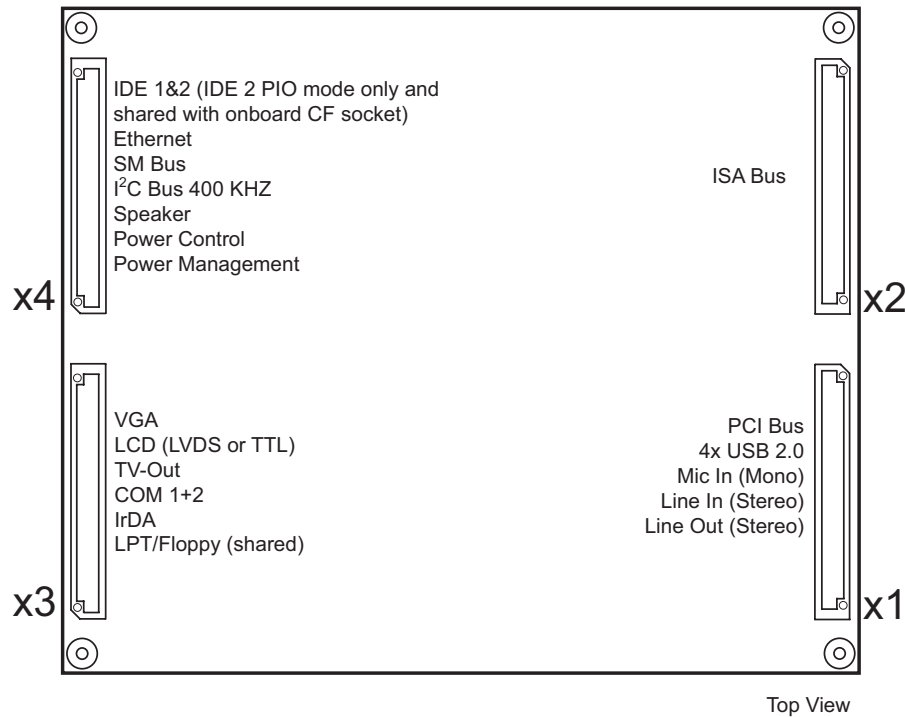 IDE 1&2 (IDE 2 PIO mode only and
shared with onboard CF socket)
Ethernet
SM Bus
I²C Bus 400 KHZ
Speaker
Power Control
Power Management
x4
ISA Bus
x2
VGA
LCD (LVDS or TTL)
TV-Out
COM 1+2
IrDA
LPT/Floppy (shared)
x3
PCI Bus
4x USB 2.0
Mic In (Mono)
Line In (Stereo)
Line Out (Stereo)
x1
Top View